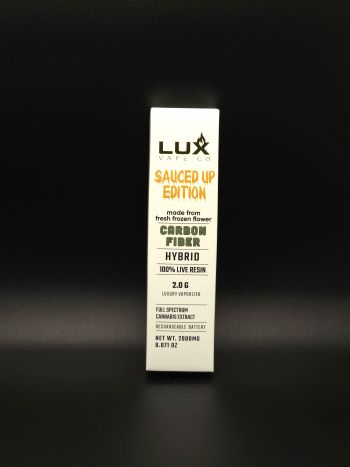 LUX
VAPE CO
SAUCED UP
EDITION
made from
fresh frozen flower
CARBON
FIBER
HYBRID
100% LIVE RESIN
2.0 G
LUXURY VAPORIZER
FULL SPECTRUM
CANNABIS EXTRACT
RECHARGEABLE BATTERY
NET WT. 2000MG
0.071 OZ